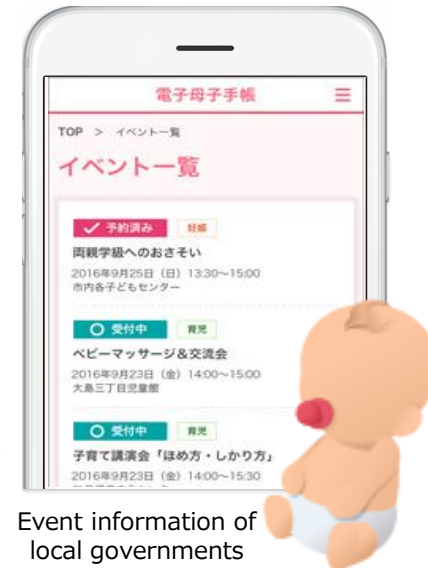 電子母子手帳
TOP > イベント一覧
イベント一覧
予約済み 妊娠
両親学級へのおさそい
2016年9月25日（日）13:30〜15:00
市内各子どもセンター
受付中 育児
ベビーマッサージ＆交流会
2016年9月23日（金）14:00〜15:00
大島三丁目児童館
受付中 育児
子育て講演会「ほめ方・しかり方」
2016年9月23日（金）14:00〜15:30
Event information of
local governments